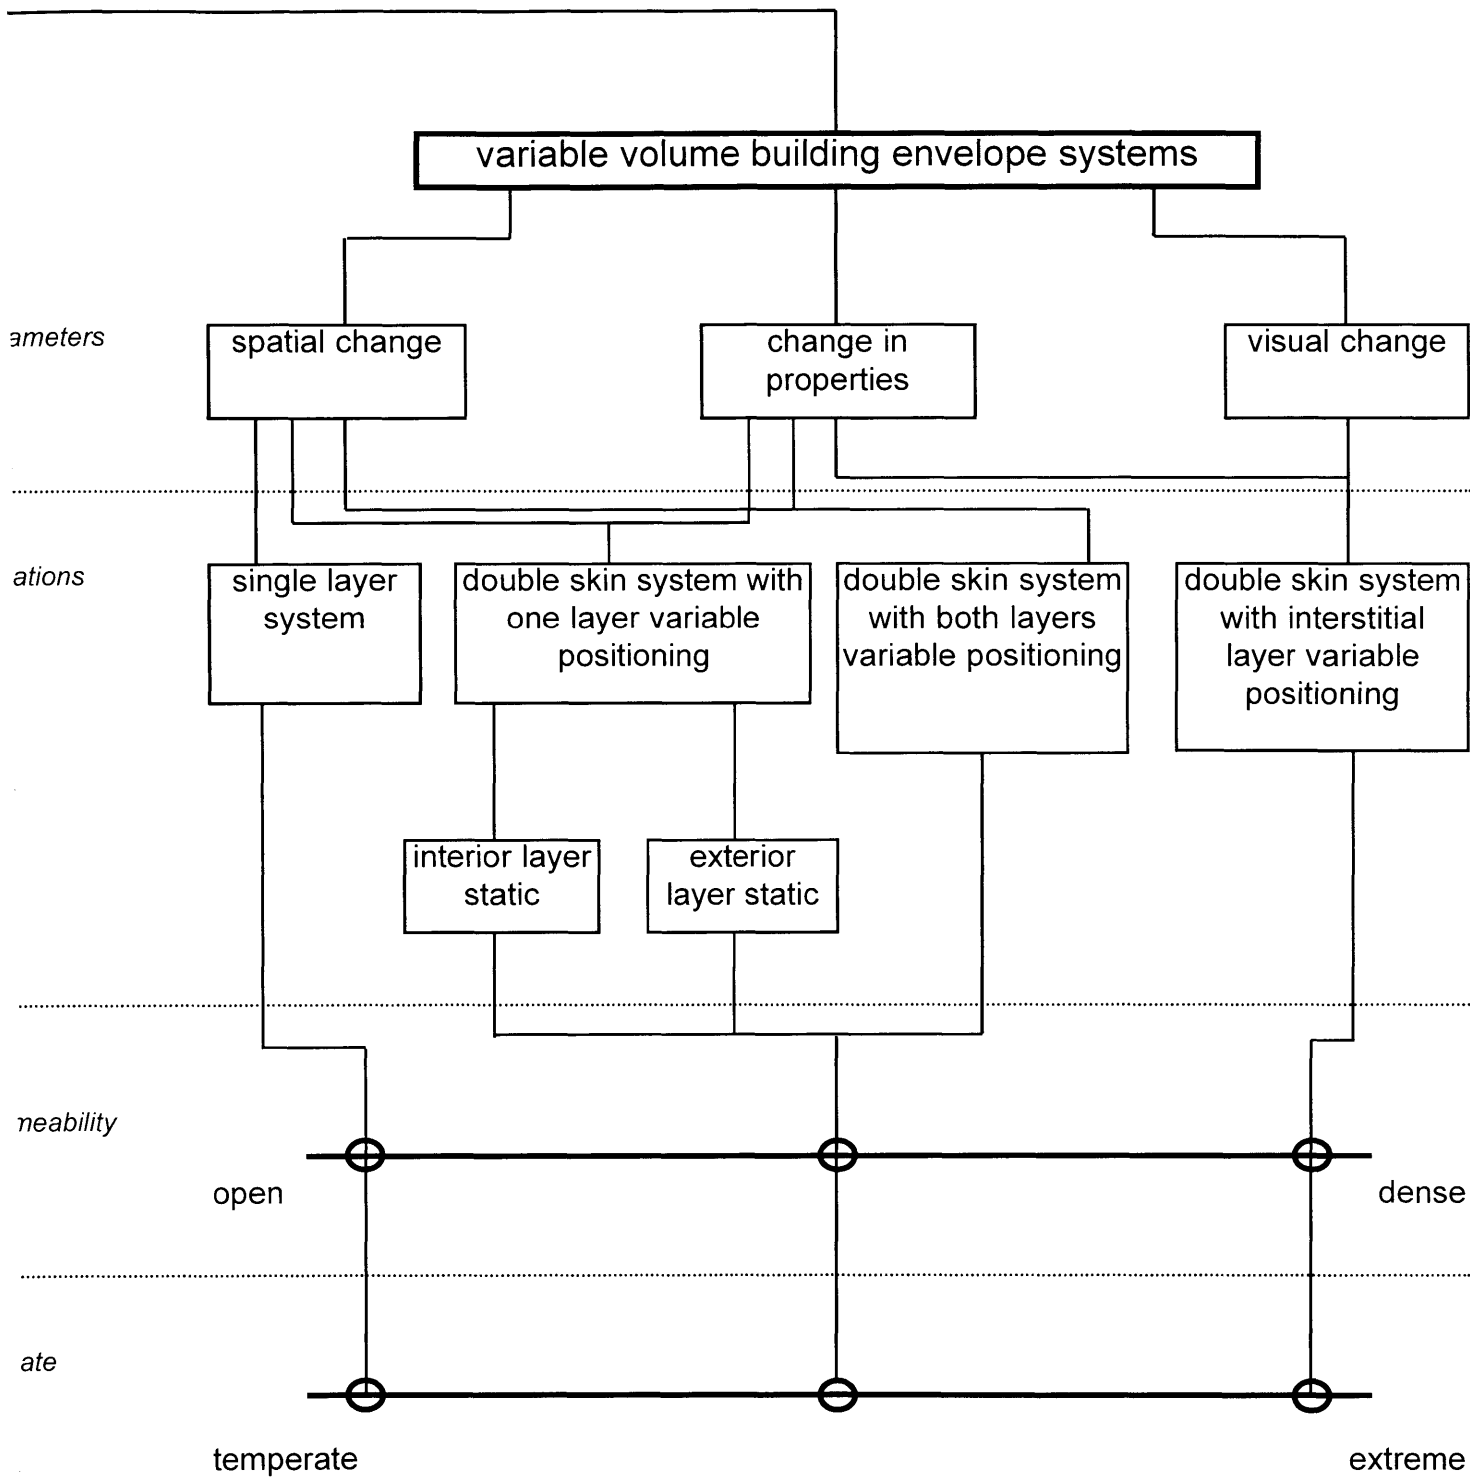 variable volume building envelope systems
ameters
spatial change
change in
properties
visual change
ations
single layer
system
double skin system with
one layer variable
positioning
double skin system
with both layers
variable positioning
double skin system
with interstitial
layer variable
positioning
interior layer
static
exterior
layer static
meability
open
dense
ate
temperate
extreme